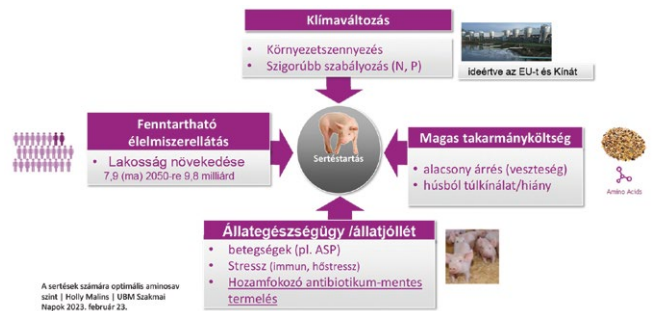 Klímaváltozás
• Környezetszennyezés
• Szigorúbb szabályozás (N, P)
ideértve az EU-t és Kínát
Fenntartható
élelmiszerellátás
• Lakosság növekedése
7,9 (ma) 2050-re 9,8 milliárd
Sertéstartás
Magas takarmányköltség
• alacsony árrés (veszteség)
• húsból túlkínálat/hiány
Amino Acids
Állategészségügy /állatjóllét
• betegségek (pl. ASP)
• Stressz (immun, hőstressz)
• Hozamfokozó antibiotikum-mentes
termelés
A sertések számára optimális aminosav
szint | Holly Malins | UBM Szakmai
Napok 2023. február 23.